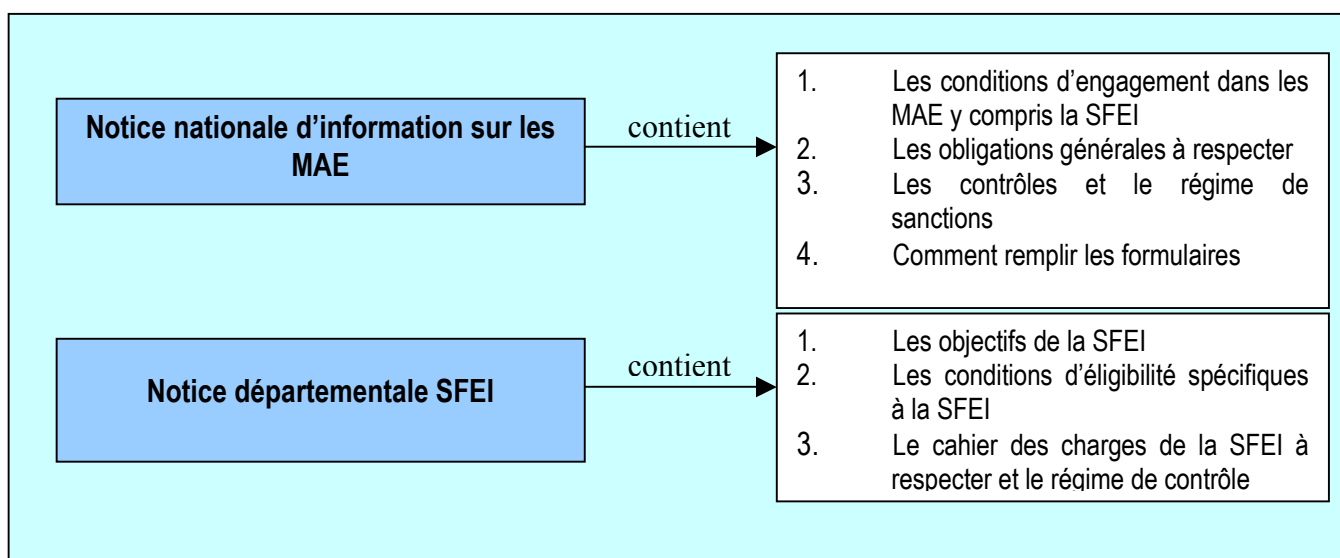 Notice nationale d’information sur les
MAE
contient
1. Les conditions d’engagement dans les
MAE y compris la SFEI
2. Les obligations générales à respecter
3. Les contrôles et le régime de
sanctions
4. Comment remplir les formulaires
Notice départementale SFEI
contient
1. Les objectifs de la SFEI
2. Les conditions d’éligibilité spécifiques
à la SFEI
3. Le cahier des charges de la SFEI à
respecter et le régime de contrôle